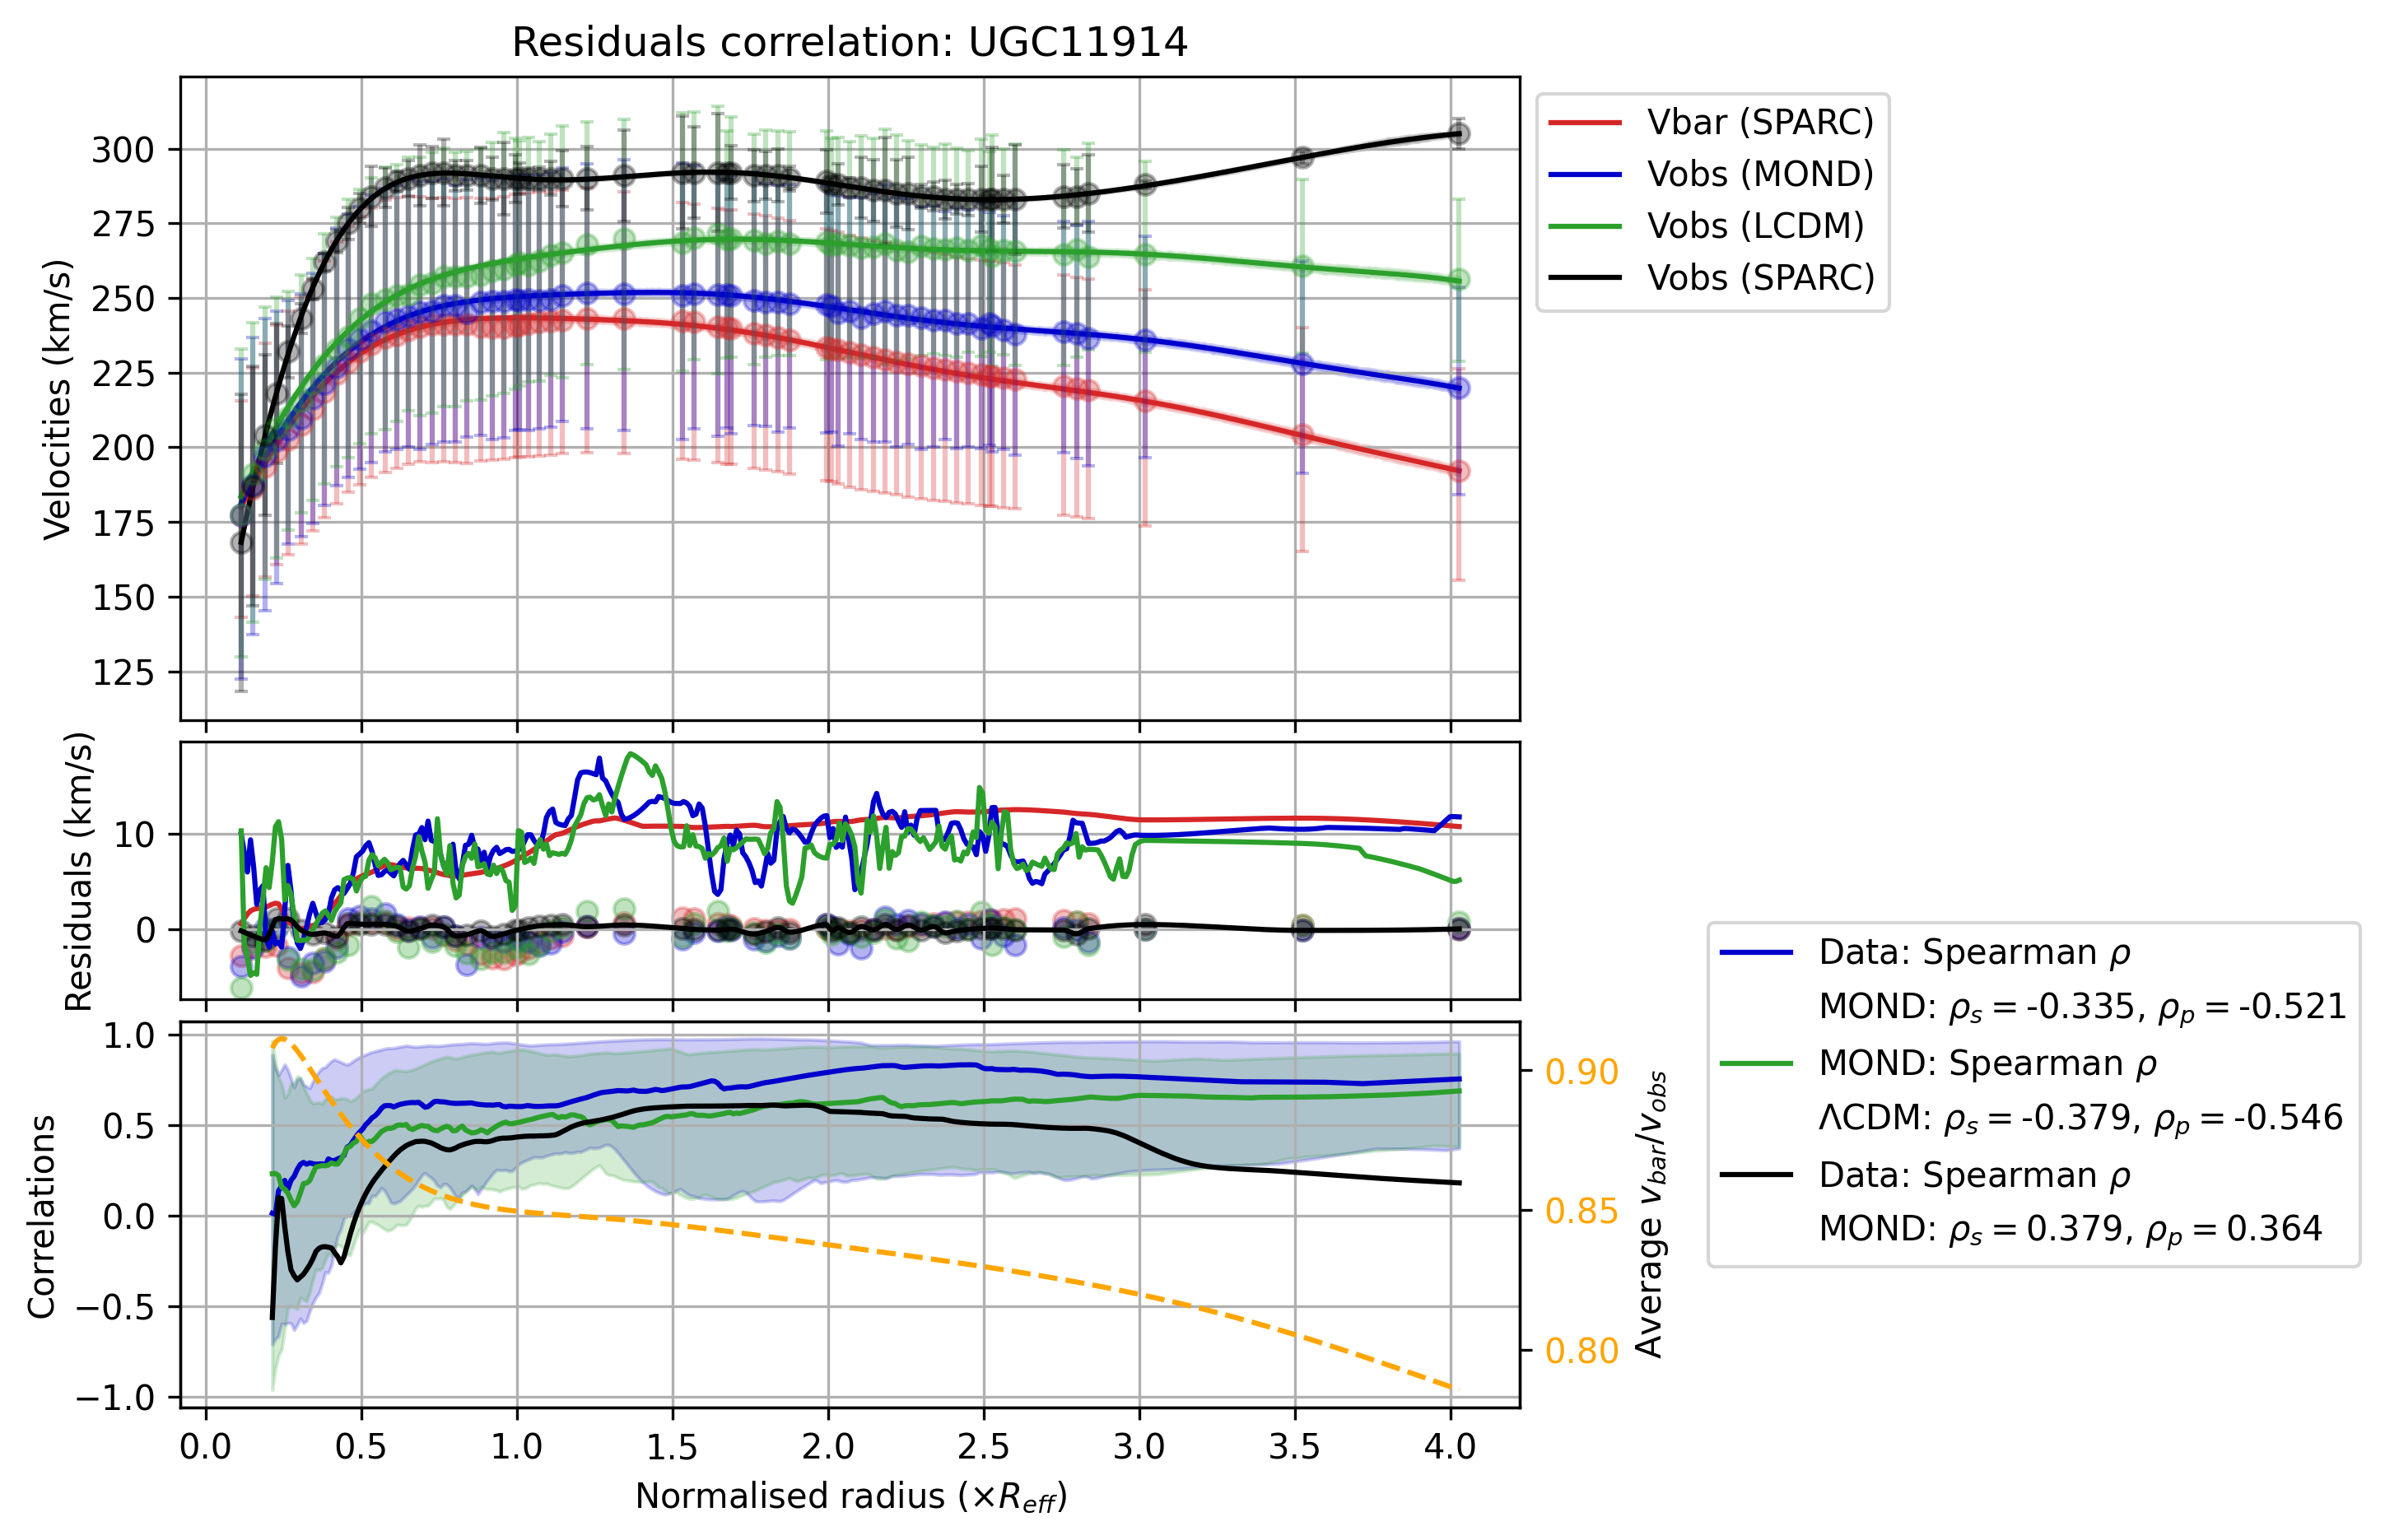 Residuals correlation: UGC11914
Velocities (km/s)
300
275
250
225
200
175
150
125
Vbar (SPARC)
Vobs (MOND)
Vobs (LCDM)
Vobs (SPARC)
Residuals (km/s)
10
0
Correlations
1.0
0.5
0.0
−0.5
−1.0
0.90
0.85
0.80
Average v_bar/v_obs
Data: Spearman ρ
MOND: ρ_s = -0.335, ρ_p = -0.521
MOND: Spearman ρ
ΛCDM: ρ_s = -0.379, ρ_p = -0.546
Data: Spearman ρ
MOND: ρ_s = 0.379, ρ_p = 0.364
0.0 0.5 1.0 1.5 2.0 2.5 3.0 3.5 4.0
Normalised radius (×R_eff)